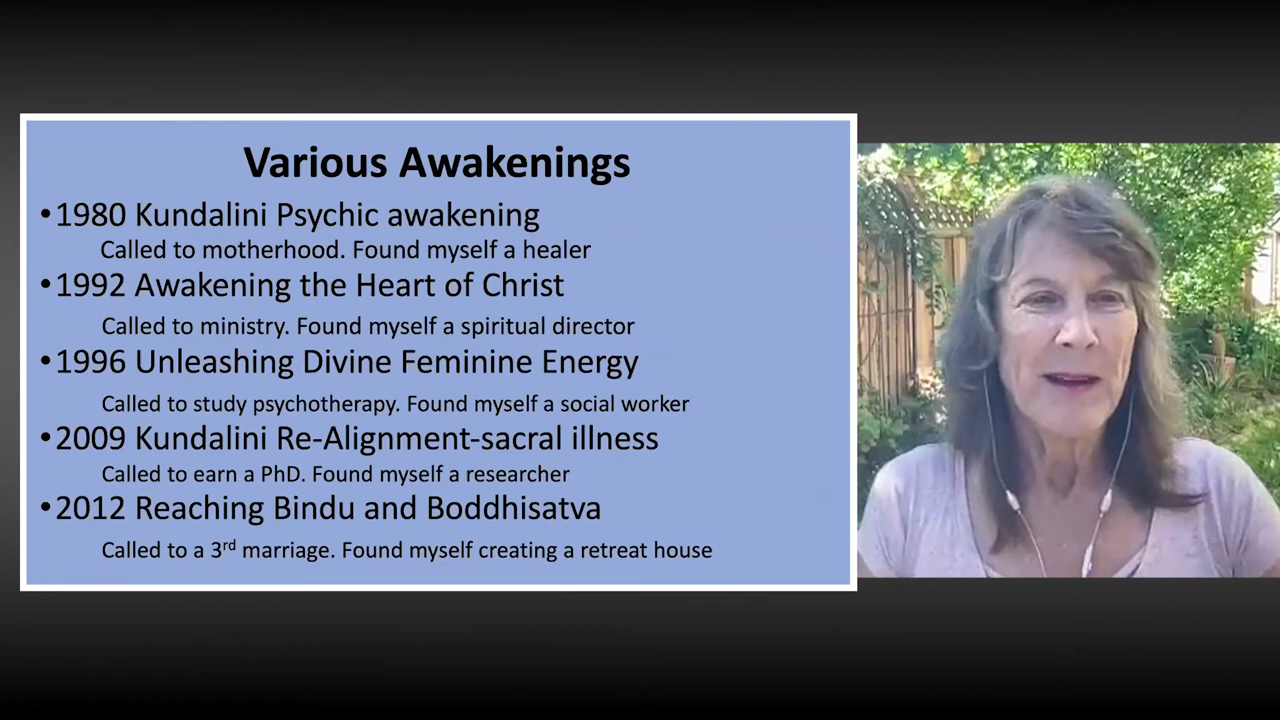 Various Awakenings
•1980 Kundalini Psychic awakening
Called to motherhood. Found myself a healer
•1992 Awakening the Heart of Christ
Called to ministry. Found myself a spiritual director
•1996 Unleashing Divine Feminine Energy
Called to study psychotherapy. Found myself a social worker
•2009 Kundalini Re-Alignment-sacral illness
Called to earn a PhD. Found myself a researcher
•2012 Reaching Bindu and Boddhisatva
Called to a 3rd marriage. Found myself creating a retreat house